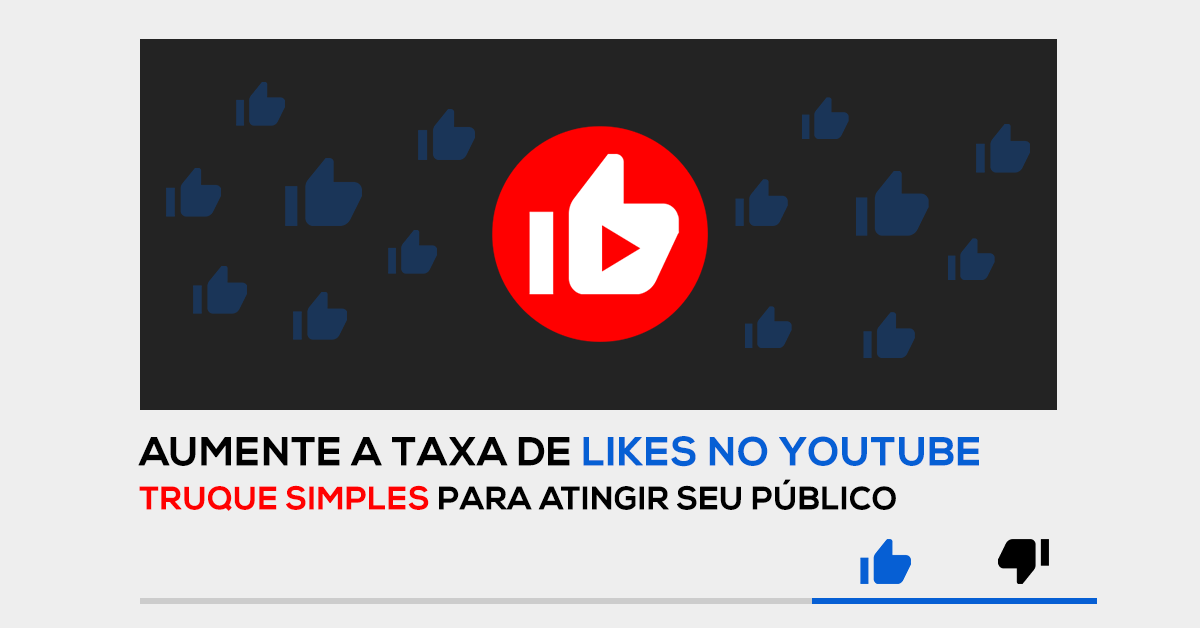 AUMENTE A TAXA DE LIKES NO YOUTUBE
TRUQUE SIMPLES PARA ATINGIR SEU PÚBLICO